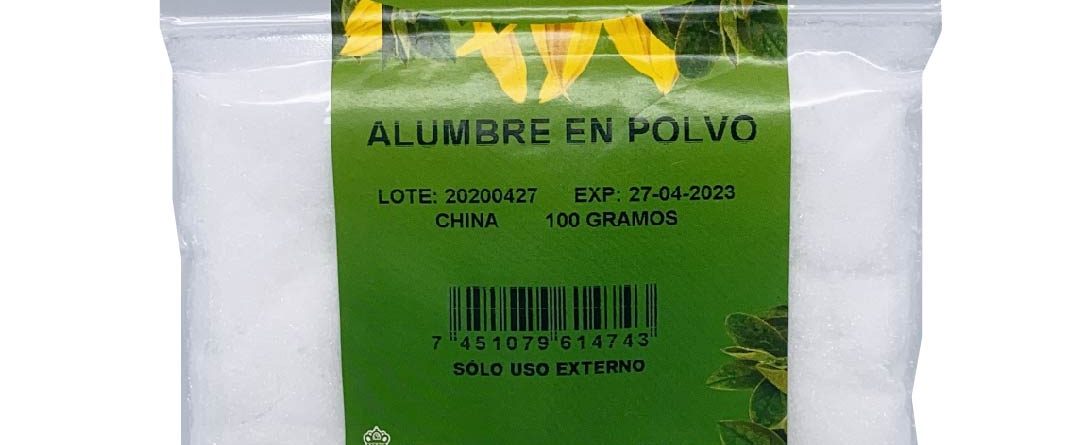 ALUMBRE EN POLVO
LOTE: 20200427 EXP: 27-04-2023
CHINA 100 GRAMOS
7 451079 614743
SÓLO USO EXTERNO